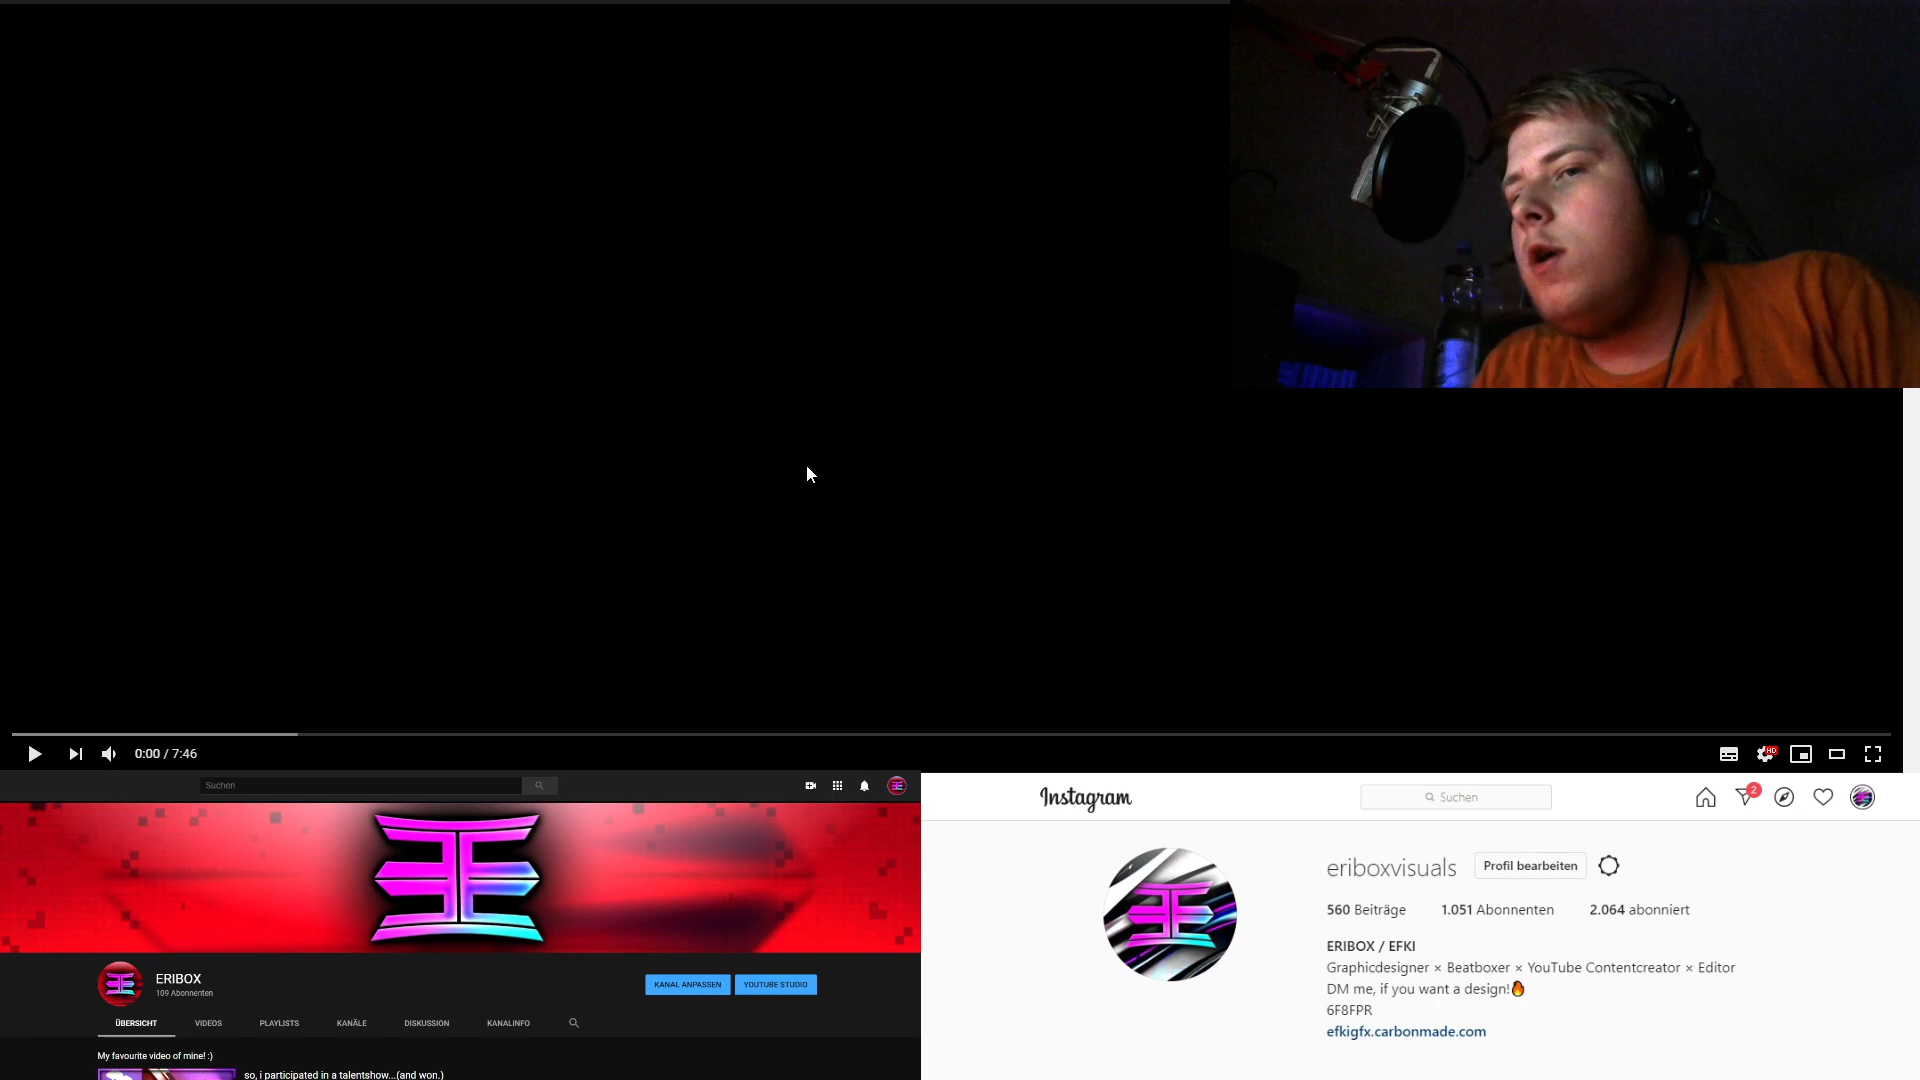 0:00 / 7:46
HD
Suchen
ERIBOX
109 Abonnenten
KANAL ANPASSEN
YOUTUBE STUDIO
ÜBERSICHT
VIDEOS
PLAYLISTS
KANÄLE
DISKUSSION
KANALINFO
My favourite video of mine! :)
so, i participated in a talentshow...(and won.)
Instagram
Suchen
2
eriboxvisuals
Profil bearbeiten
560 Beiträge 1.051 Abonnenten 2.064 abonniert
ERIBOX / EFKI
Graphicdesigner × Beatboxer × YouTube Contentcreator × Editor
DM me, if you want a design!🔥
6F8FPR
efkigfx.carbonmade.com